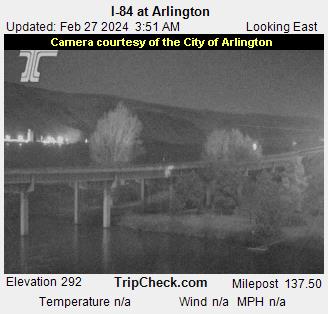 I-84 at Arlington
Updated: Feb 27 2024 3:51 AM Looking East
Camera courtesy of the City of Arlington
Elevation 292 TripCheck.com Milepost 137.50
Temperature n/a Wind n/a MPH n/a